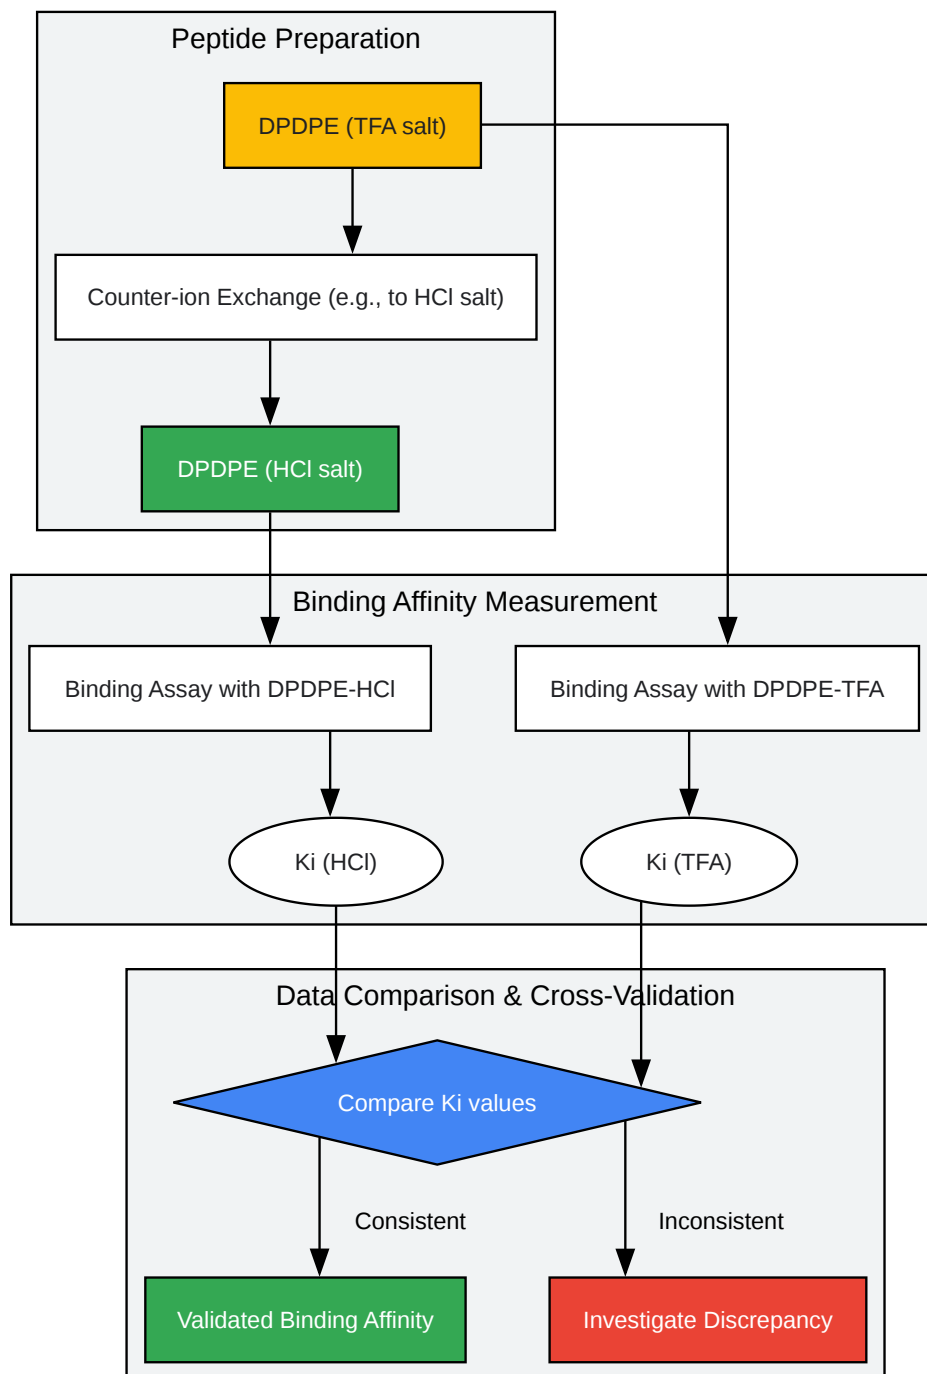 Peptide Preparation
DPDPE (TFA salt)
Counter-ion Exchange (e.g., to HCl salt)
DPDPE (HCl salt)
Binding Affinity Measurement
Binding Assay with DPDPE-HCl
Binding Assay with DPDPE-TFA
Ki (HCl)
Ki (TFA)
Data Comparison & Cross-Validation
Compare Ki values
Consistent
Inconsistent
Validated Binding Affinity
Investigate Discrepancy